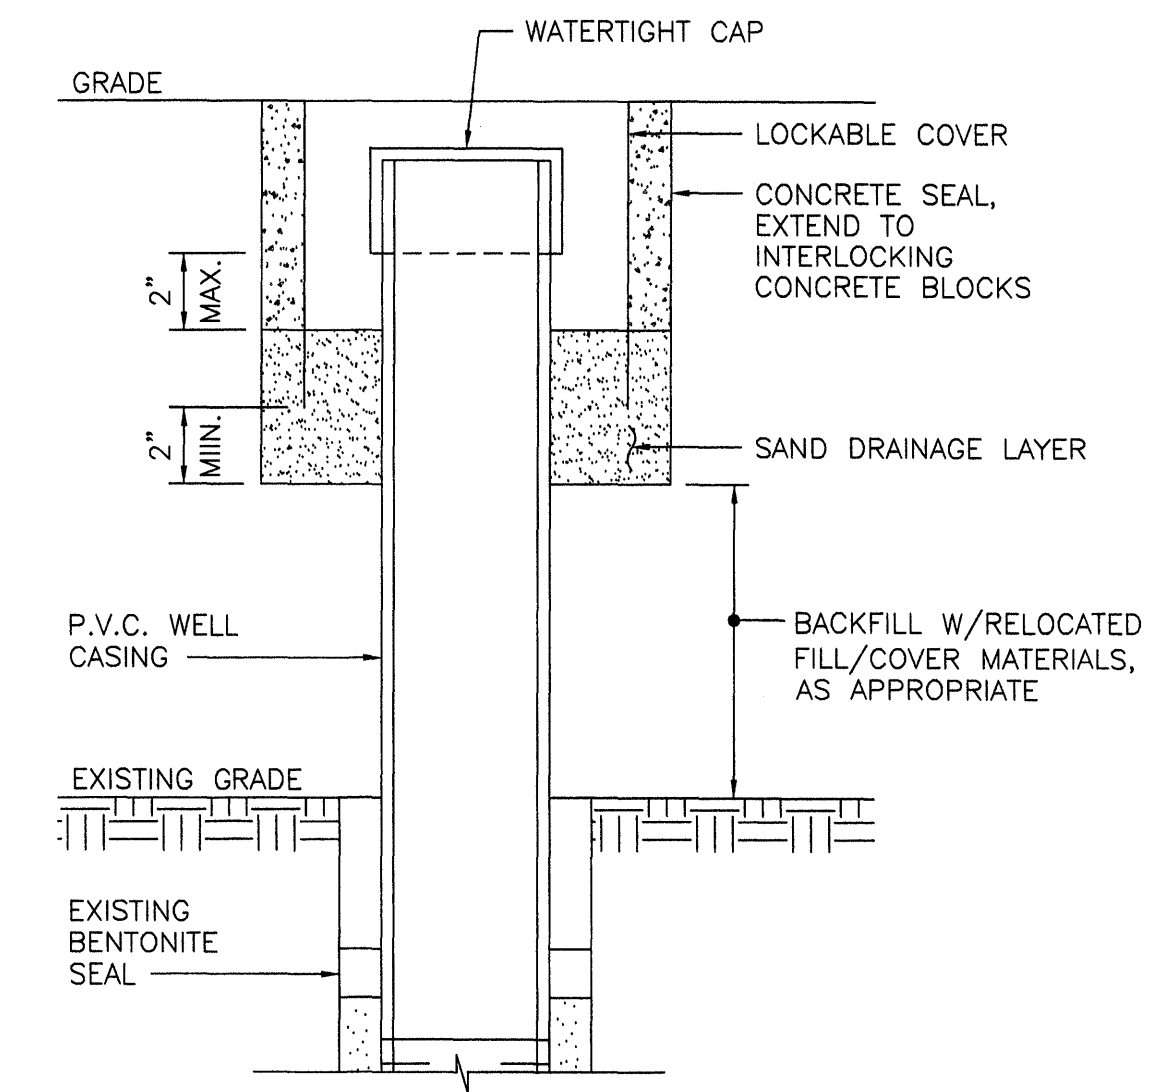 WATERTIGHT CAP
GRADE
LOCKABLE COVER
CONCRETE SEAL,
EXTEND TO
INTERLOCKING
CONCRETE BLOCKS
2"
MAX.
2"
MIIN.
SAND DRAINAGE LAYER
P.V.C. WELL
CASING
BACKFILL W/RELOCATED
FILL/COVER MATERIALS,
AS APPROPRIATE
EXISTING GRADE
EXISTING
BENTONITE
SEAL